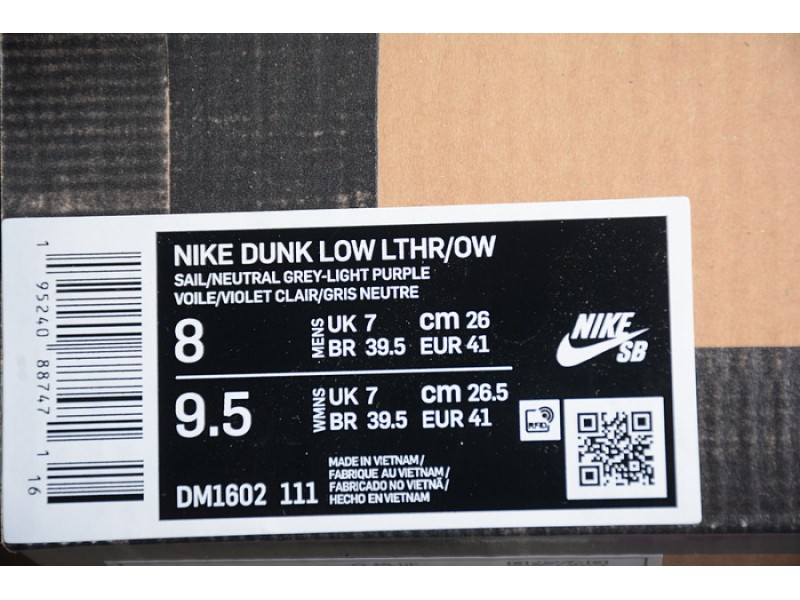 NIKE DUNK LOW LTHR/OW
SAIL/NEUTRAL GREY-LIGHT PURPLE
VOILE/VIOLET CLAIR/GRIS NEUTRE
8 MENS UK 7 cm 26
BR 39.5 EUR 41
9.5 WMNS UK 7 cm 26.5
BR 39.5 EUR 41
NIKE
SB
RFID
DM1602 111
MADE IN VIETNAM/
FABRIQUE AU VIETNAM/
FABRICADO NO VIETNÃ/
HECHO EN VIETNAM
1 95240 88747 1 16